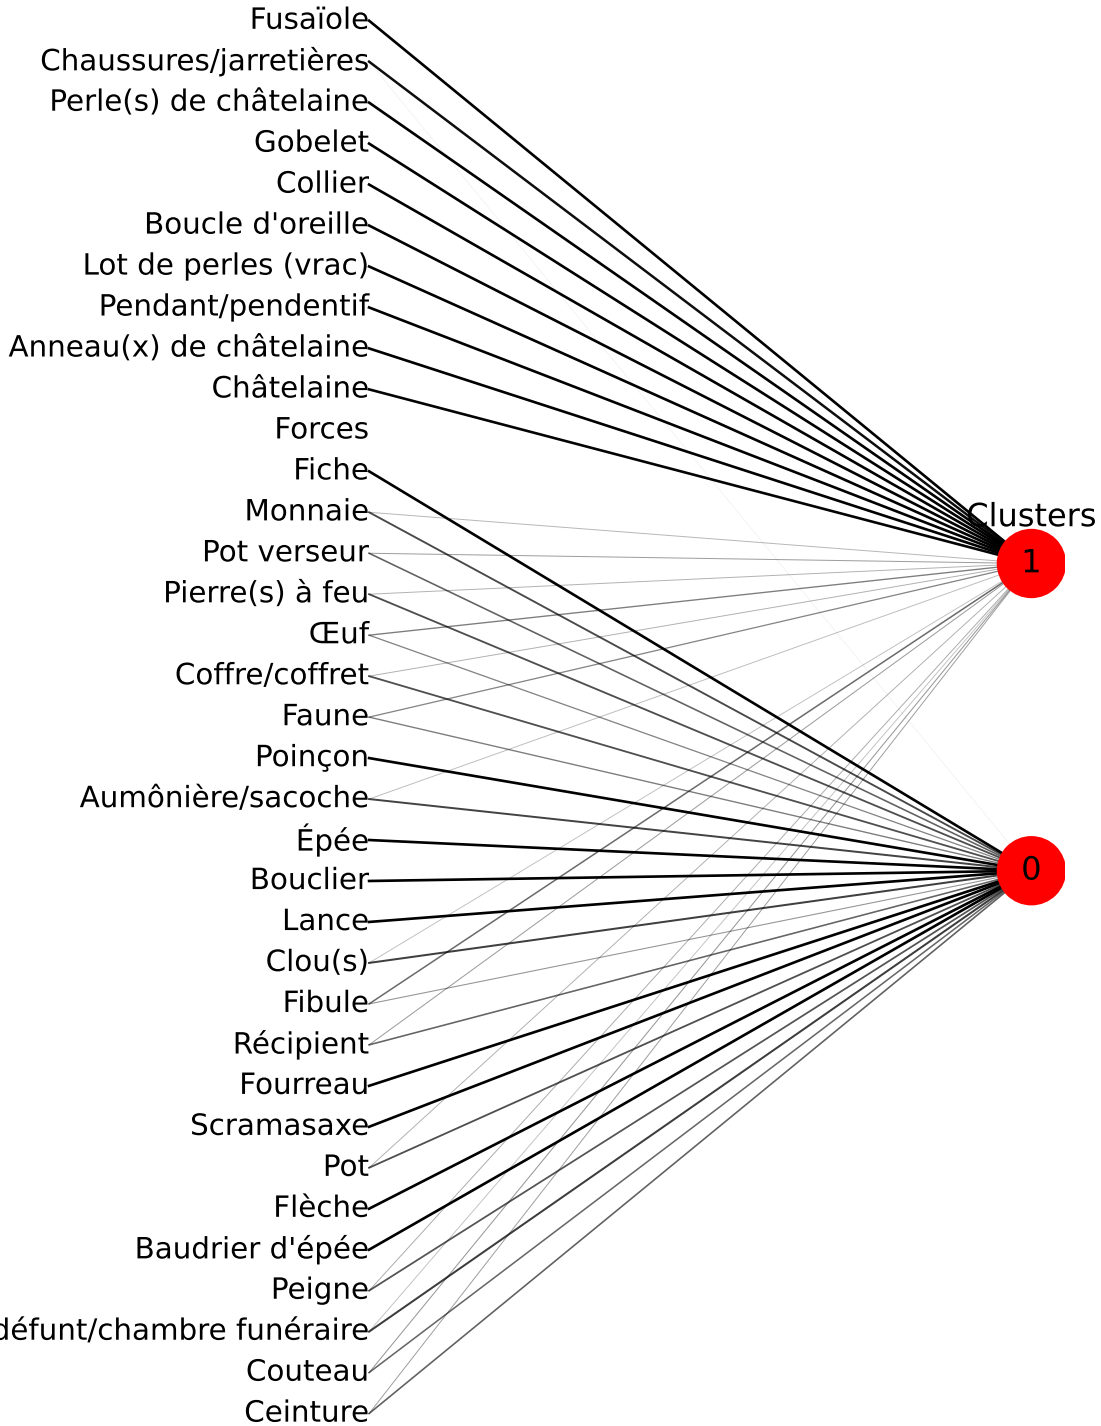 Fusaïole
Chaussures/jarretières
Perle(s) de châtelaine
Gobelet
Collier
Boucle d'oreille
Lot de perles (vrac)
Pendant/pendentif
Anneau(x) de châtelaine
Châtelaine
Forces
Fiche
Monnaie
Clusters
Pot verseur
1
Pierre(s) à feu
Œuf
Coffre/coffret
Faune
Poinçon
Aumônière/sacoche
Épée
0
Bouclier
Lance
Clou(s)
Fibule
Récipient
Fourreau
Scramasaxe
Pot
Flèche
Baudrier d'épée
Peigne
défunt/chambre funéraire
Couteau
Ceinture